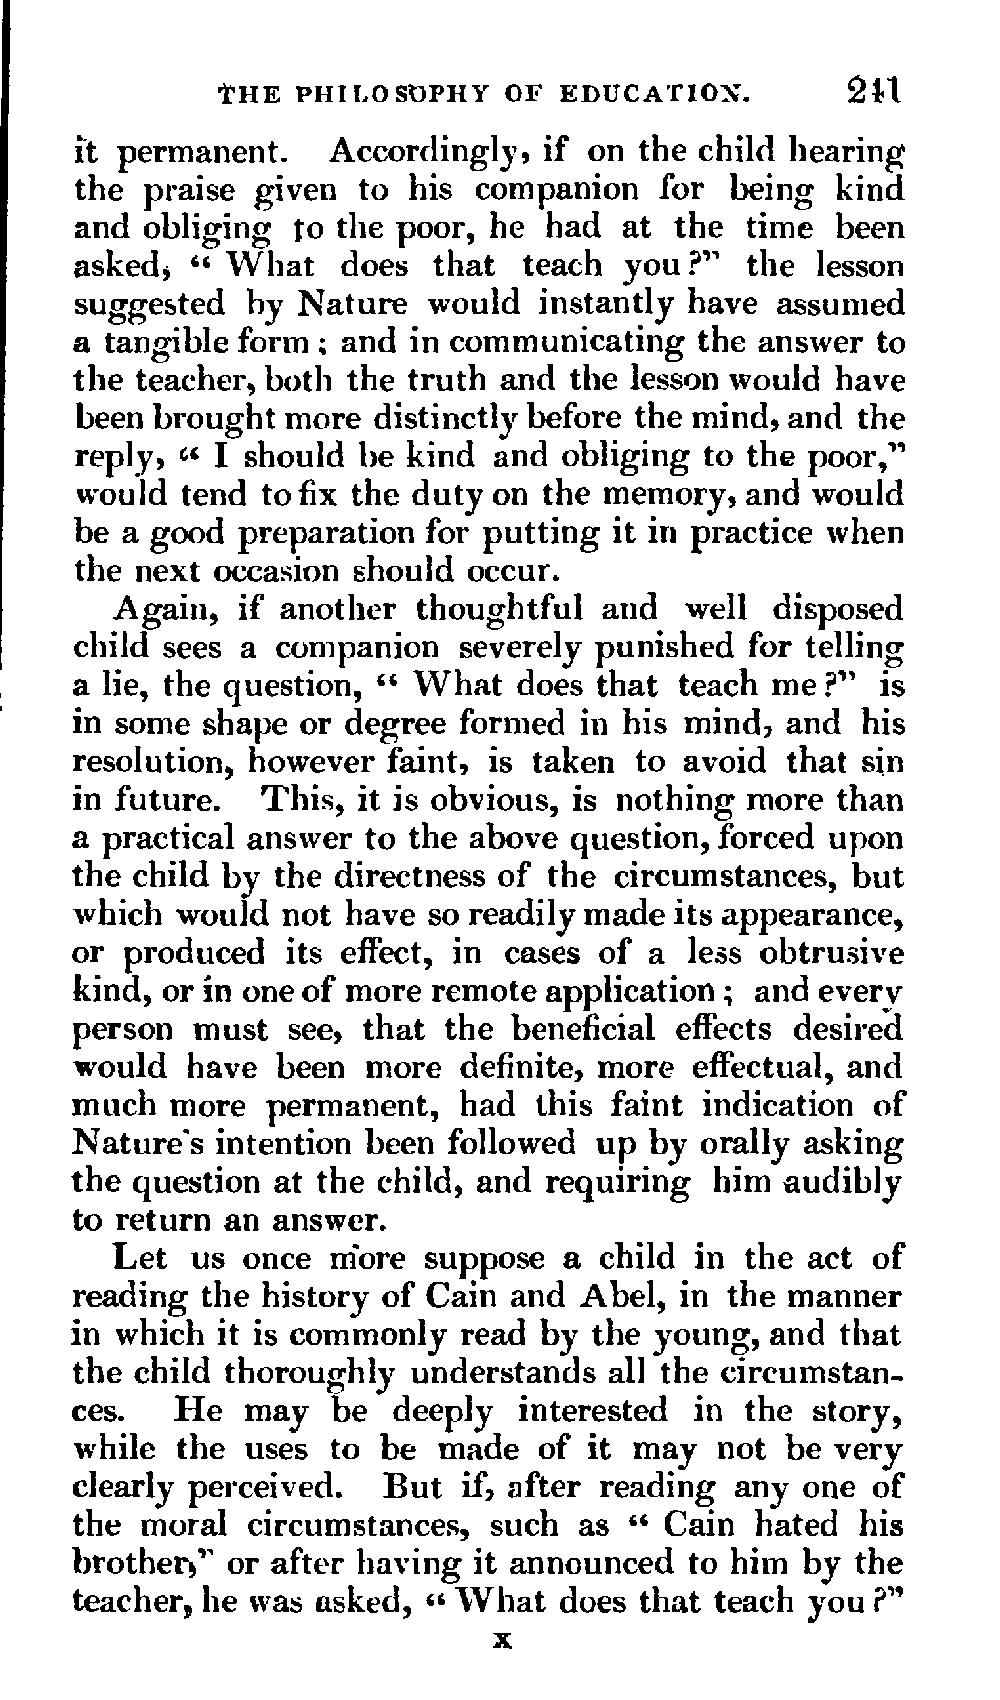 THE PHILOSOPHY OF EDUCATION. 241
it permanent. Accordingly, if on the child hearing
the praise given to his companion for being kind
and obliging to the poor, he had at the time been
asked, “ What does that teach you ?” the lesson
suggested by Nature would instantly have assumed
a tangible form ; and in communicating the answer to
the teacher, both the truth and the lesson would have
been brought more distinctly before the mind, and the
reply, “ I should be kind and obliging to the poor,”
would tend to fix the duty on the memory, and would
be a good preparation for putting it in practice when
the next occasion should occur.
Again, if another thoughtful and well disposed
child sees a companion severely punished for telling
a lie, the question, “ What does that teach me ?” is
in some shape or degree formed in his mind, and his
resolution, however faint, is taken to avoid that sin
in future. This, it is obvious, is nothing more than
a practical answer to the above question, forced upon
the child by the directness of the circumstances, but
which would not have so readily made its appearance,
or produced its effect, in cases of a less obtrusive
kind, or in one of more remote application ; and every
person must see, that the beneficial effects desired
would have been more definite, more effectual, and
much more permanent, had this faint indication of
Nature's intention been followed up by orally asking
the question at the child, and requiring him audibly
to return an answer.
Let us once more suppose a child in the act of
reading the history of Cain and Abel, in the manner
in which it is commonly read by the young, and that
the child thoroughly understands all the circumstan-
ces. He may be deeply interested in the story,
while the uses to be made of it may not be very
clearly perceived. But if, after reading any one of
the moral circumstances, such as “ Cain hated his
brother,” or after having it announced to him by the
teacher, he was asked, “ What does that teach you ?”
X